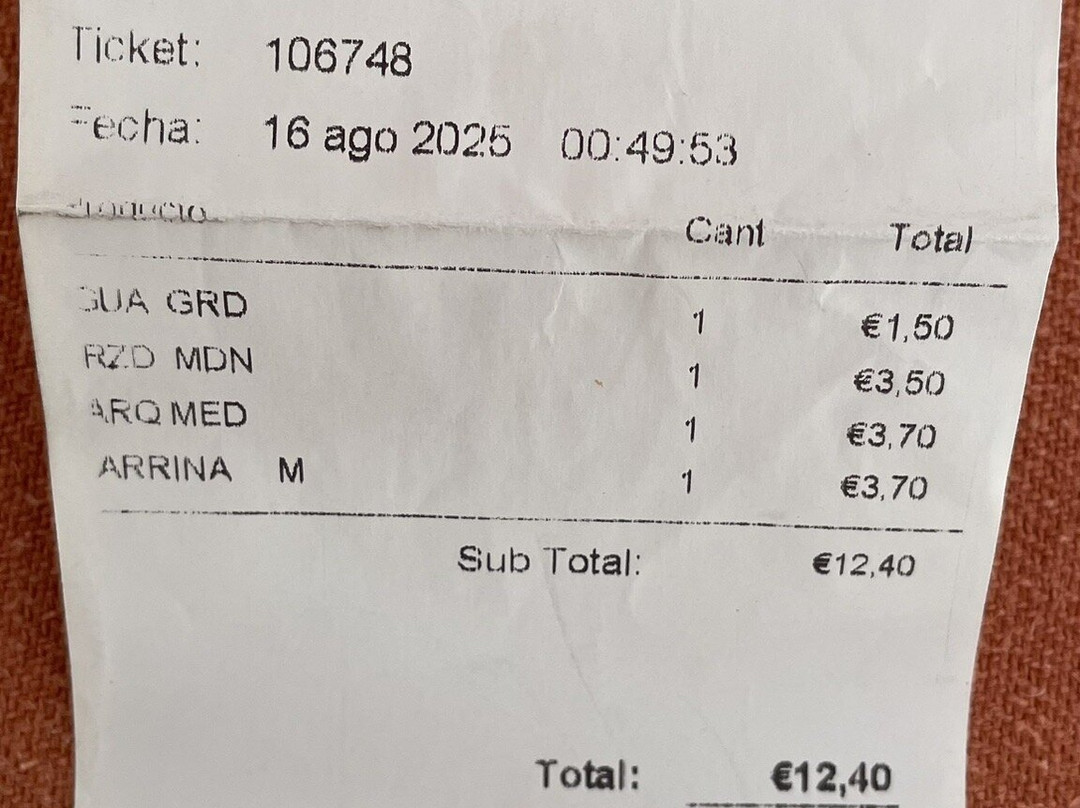 Ticket: 106748
Fecha: 16 ago 2025 00:49:53
Producto Cant Total
GUA GRD 1 €1,50
RZD MDN 1 €3,50
ARQ MED 1 €3,70
ARRINA M 1 €3,70
Sub Total: €12,40
Total: €12,40